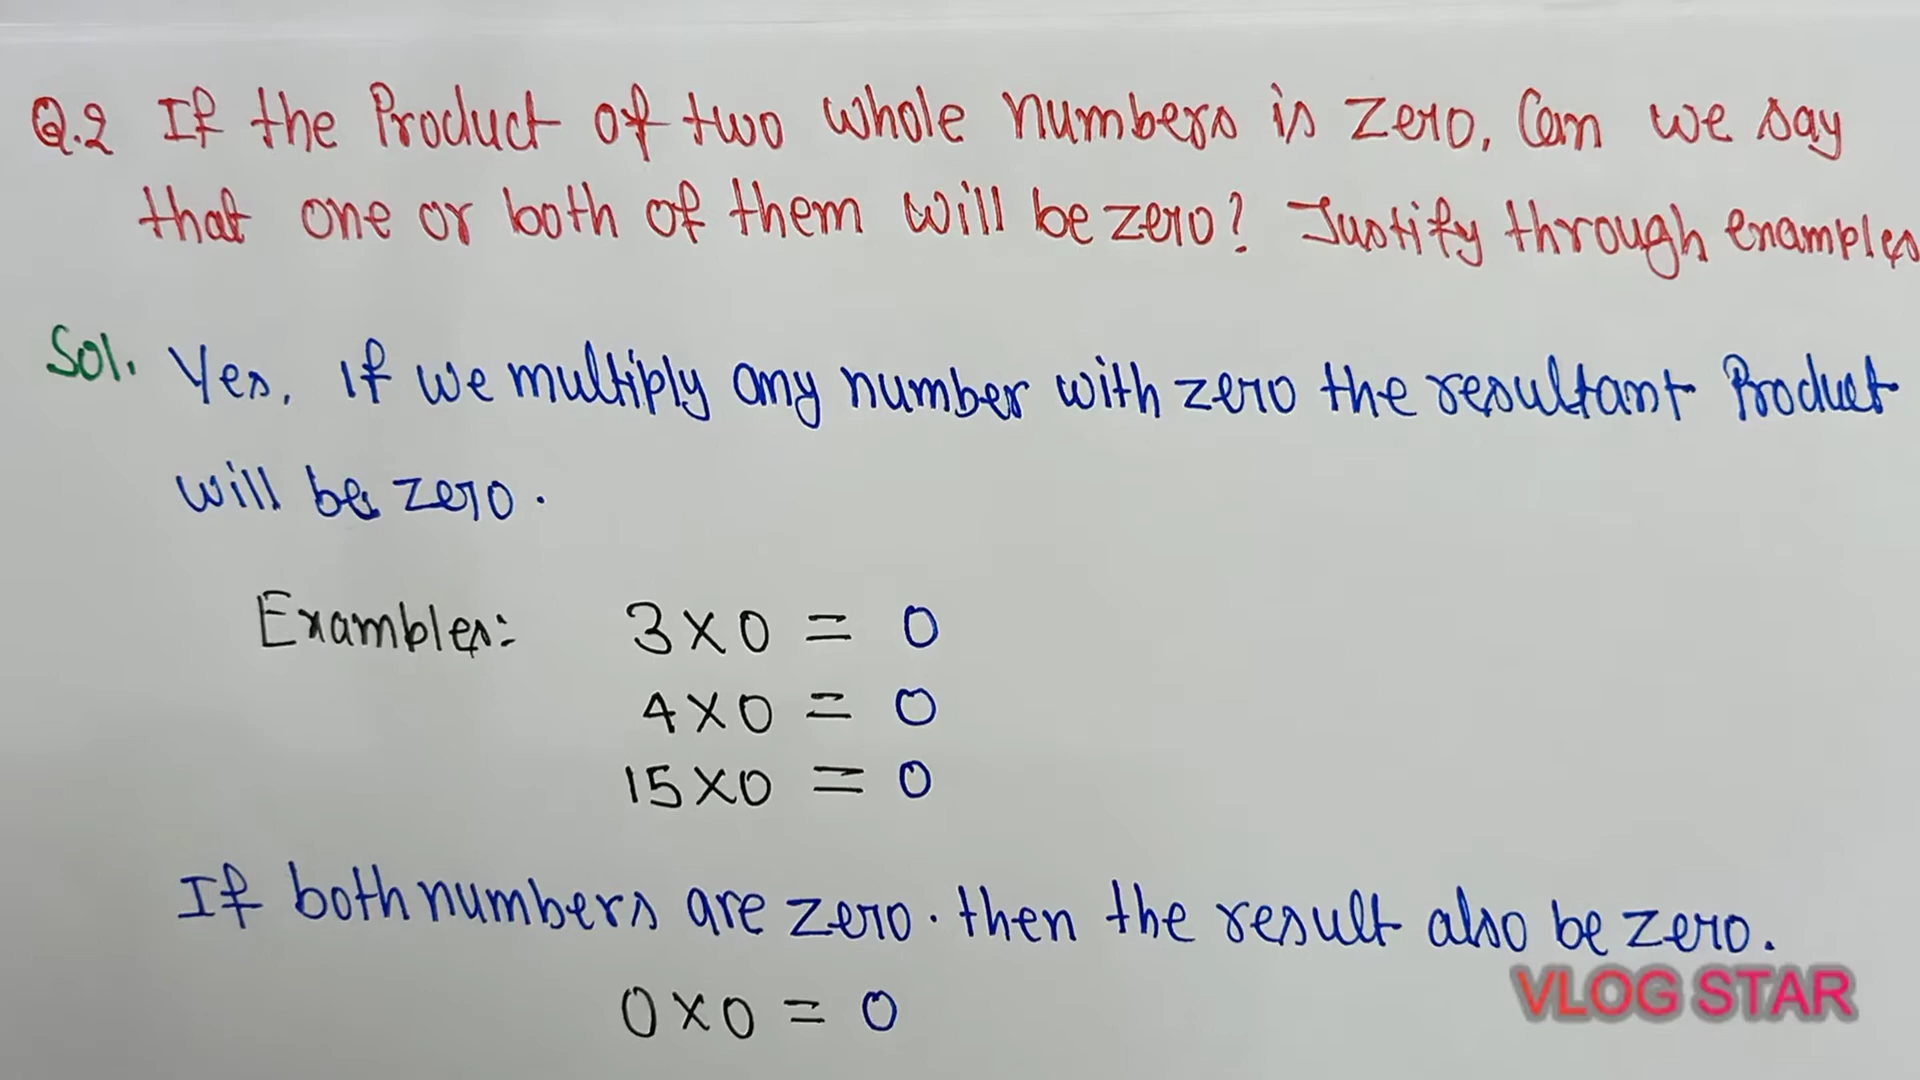 Q.2 If the Product of two whole numbers is zero, Can we say
that one or both of them will be zero? Justify through enamples
Sol. Yes, if we multiply any number with zero the resultant Product
will be zero.
Exambles: 3×0 = 0
4×0 = 0
15×0 = 0
If both numbers are zero. then the result also be zero.
0×0 = 0
VLOG STAR